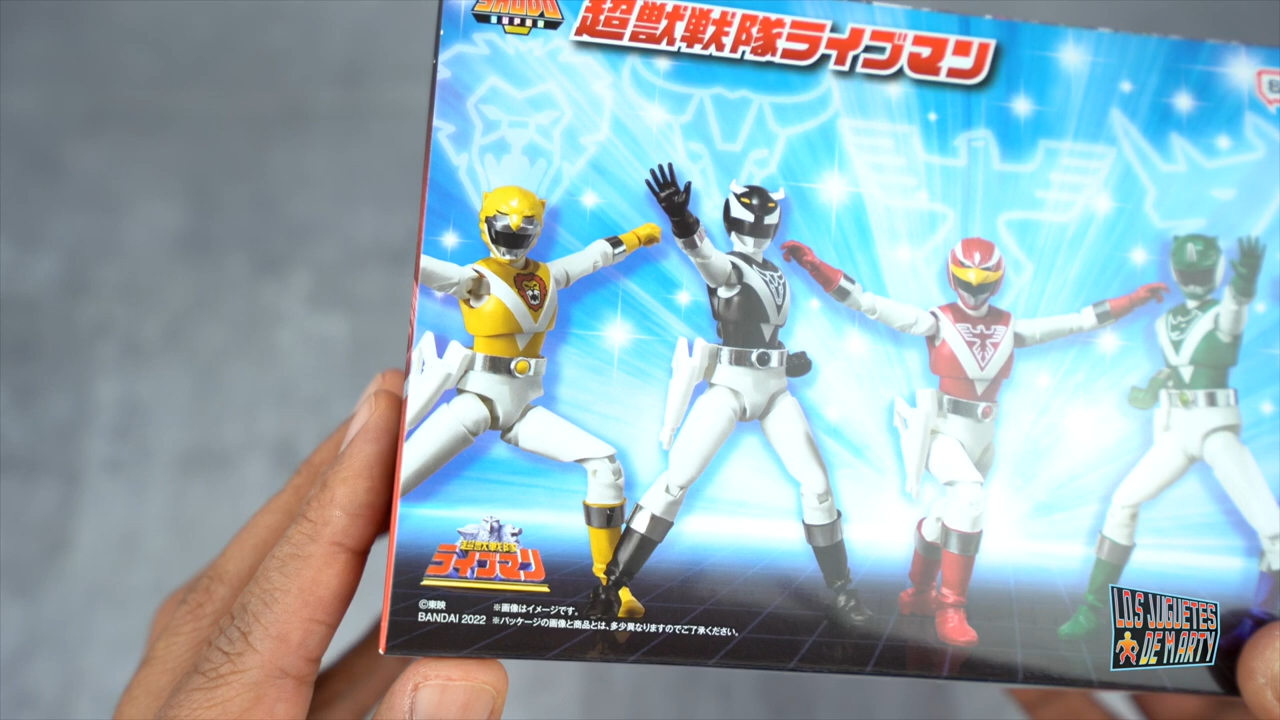 SHODO
SUPER
超獣戦隊ライブマン
超獣戦隊
ライブマン
©東映
BANDAI 2022
※画像はイメージです。
※パッケージの画像と商品とは、多少異なりますのでご了承ください。
LOS JUGUETES
DE MARTY